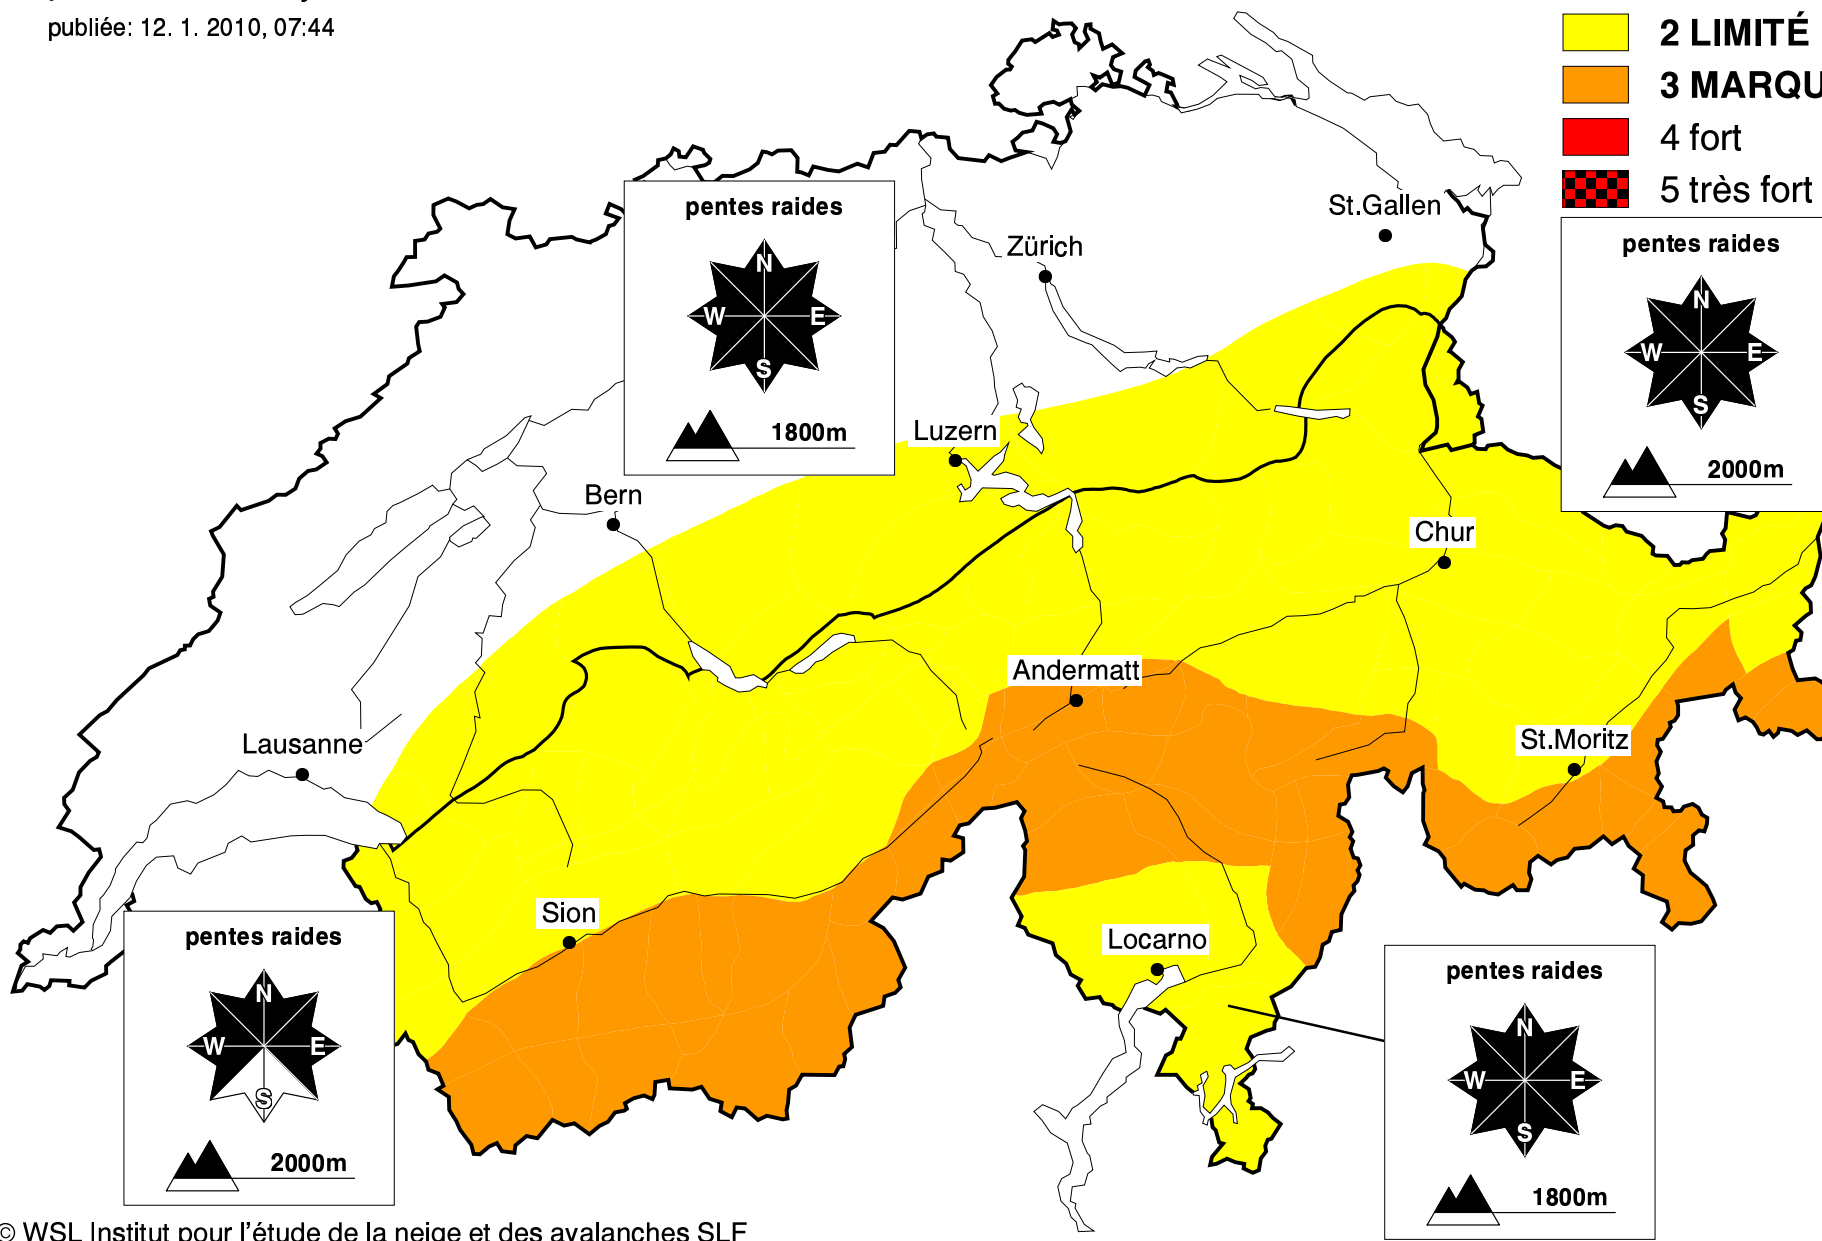 publiée: 12. 1. 2010, 07:44
2 LIMITÉ
3 MARQU
4 fort
5 très fort
pentes raides
N
W E
S
1800m
St.Gallen
Zürich
pentes raides
N
W E
S
2000m
Luzern
Bern
Chur
Andermatt
Lausanne
St.Moritz
Sion
Locarno
pentes raides
N
W E
S
2000m
pentes raides
N
W E
S
1800m
© WSL Institut pour l'étude de la neige et des avalanches SLF